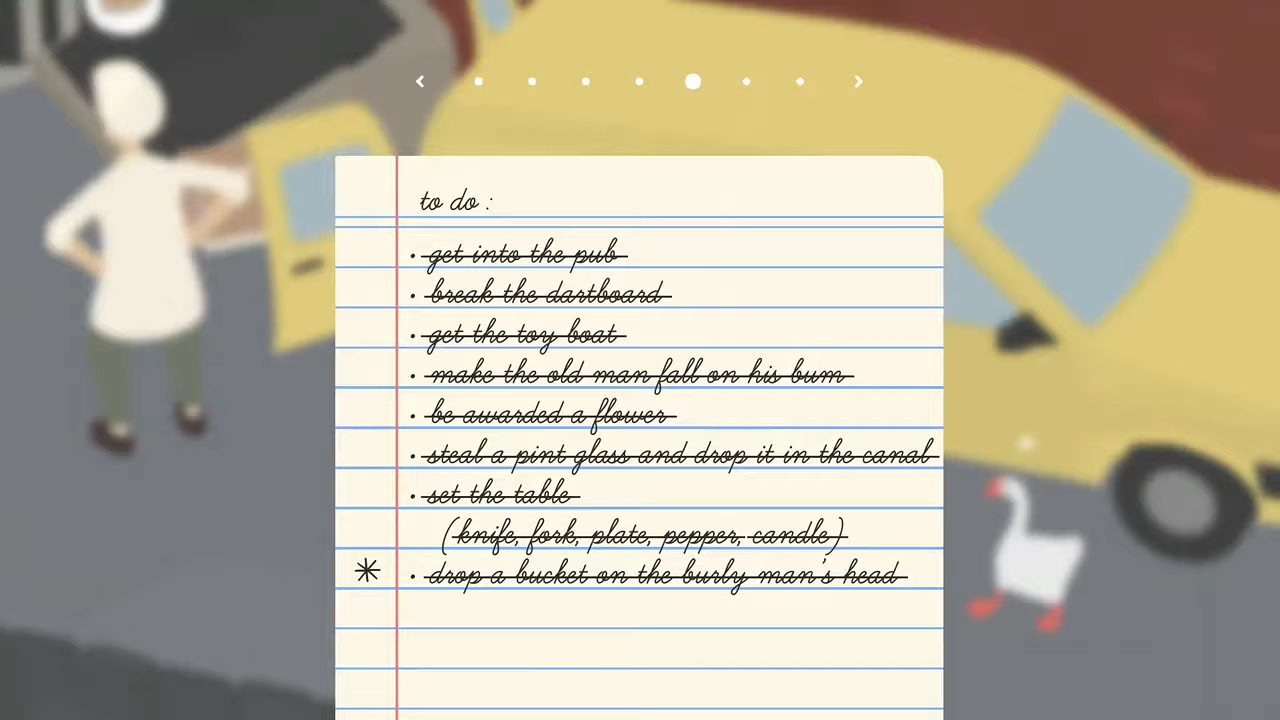 to do :
• get into the pub
• break the dartboard
• get the toy boat
• make the old man fall on his bum
• be awarded a flower
• steal a pint glass and drop it in the canal
• set the table
(knife, fork, plate, pepper, candle)
• drop a bucket on the burly man's head